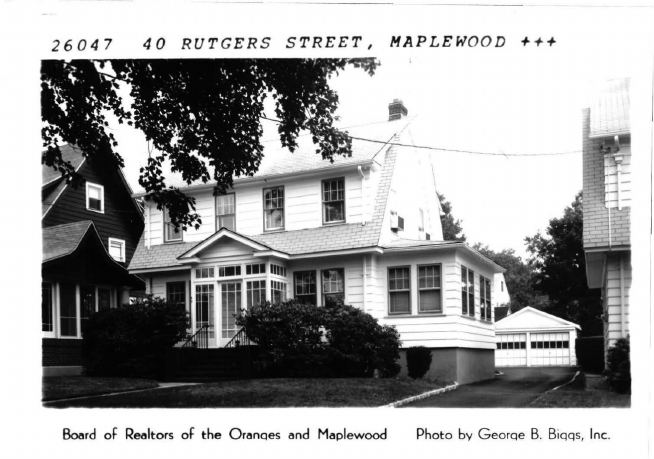 26047 40 RUTGERS STREET, MAPLEWOOD +++
Board of Realtors of the Oranges and Maplewood Photo by George B. Biggs, Inc.